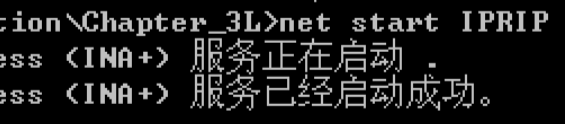 tion\Chapter_3L>net start IPRIP
ess (INA+) 服务正在启动 .
ess (INA+) 服务已经启动成功。